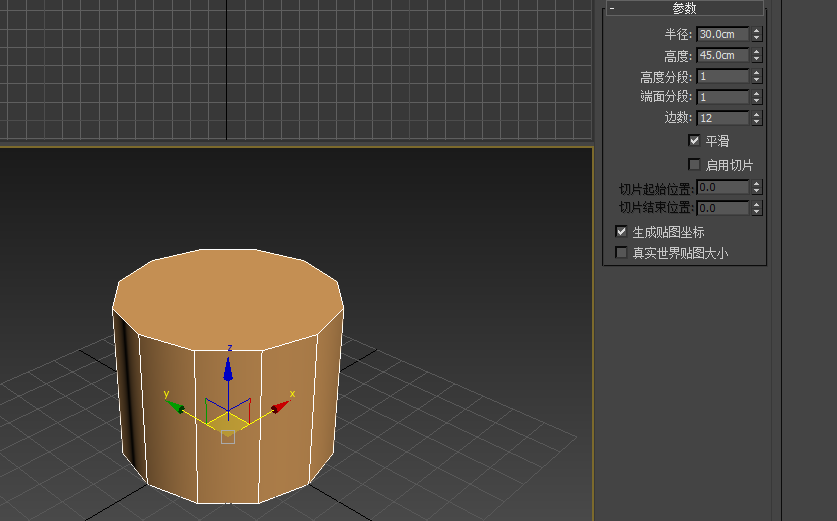 - 参数
半径: 30.0cm
高度: 45.0cm
高度分段: 1
端面分段: 1
边数: 12
平滑
启用切片
切片起始位置: 0.0
切片结束位置: 0.0
生成贴图坐标
真实世界贴图大小
z
y x